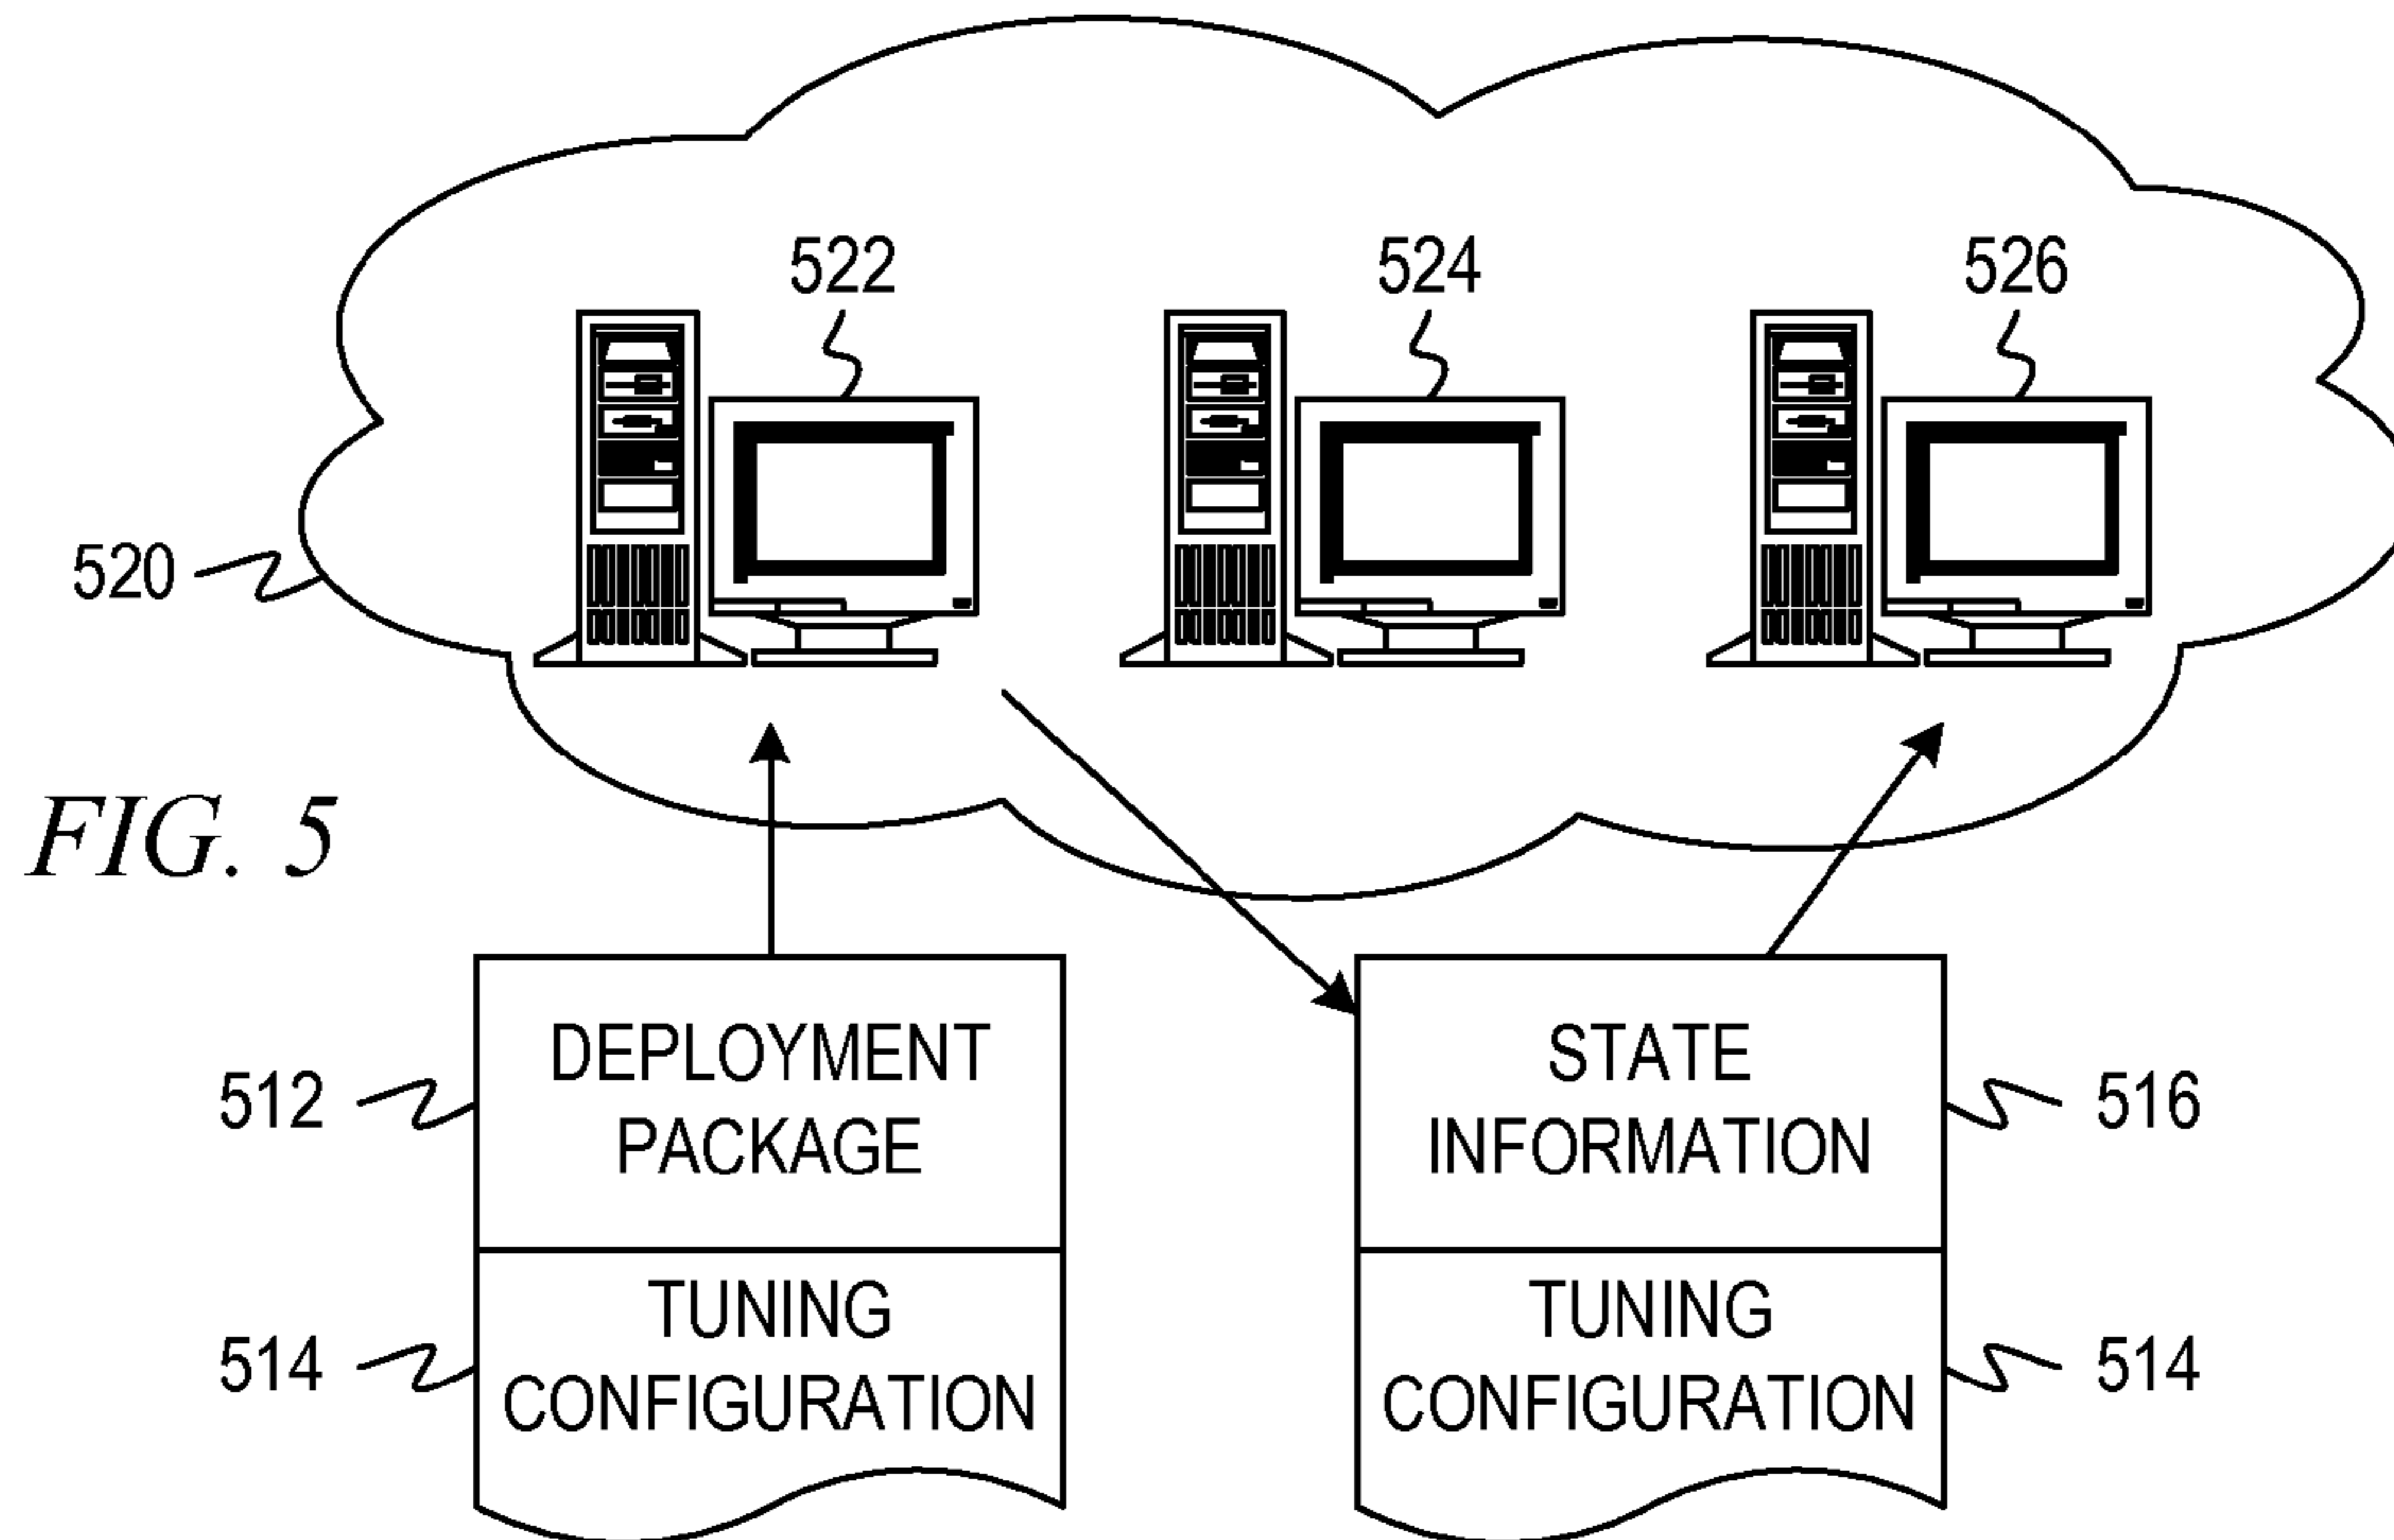 522
524
526
520
FIG. 5
512
DEPLOYMENT
PACKAGE
STATE
INFORMATION
516
514
TUNING
CONFIGURATION
TUNING
CONFIGURATION
514